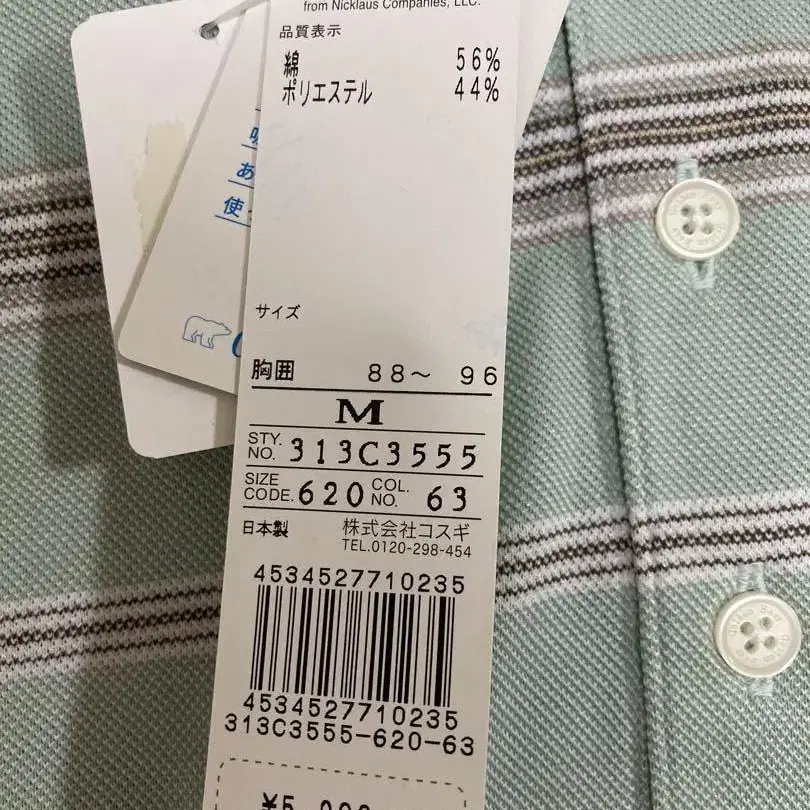 from Nicklaus Companies, LLC.
品質表示
綿 56%
ポリエステル 44%
あ
使
サイズ
胸囲 88～ 96
M
STY. NO. 313C3555
SIZE CODE. 620 COL. NO. 63
日本製 株式会社コスギ
TEL.0120-298-454
4534527710235
4534527710235
313C3555-620-63